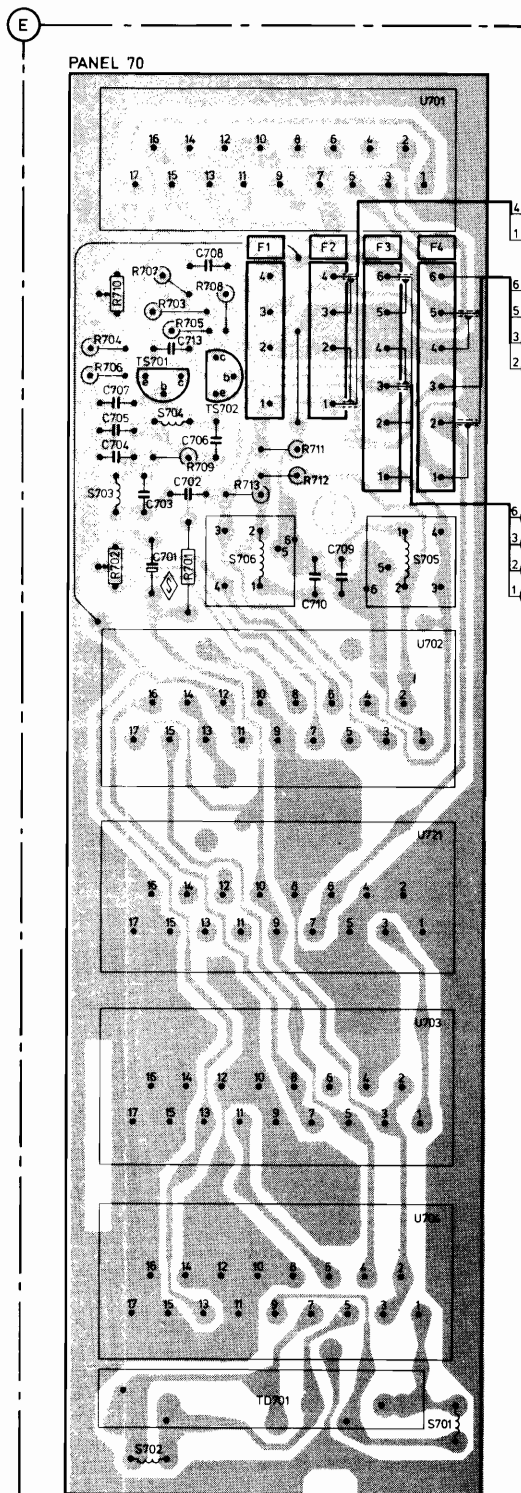 E
PANEL 70
U701
16 14 12 10 8 6 4 2
17 15 13 11 9 7 5 3 1
4
1
F1 F2 F3 F4
C708
R707
R708
R710
4 4 6 6
6
R703
3 3 5 5
5
R705
3
R704 C713
2 2 4 4
2
TS701
c
R706
b b
3 3
C707
e
1 1
S704 TS702
C705
2 2
C706
C704
R709
R711
1 1
R712
S703 C703 C702 R713
6
3 2 6 1 4
3
C701 S706 5 C709 5 S705
2
R702 R701
4 1 C710 6 2 3
1
U702
16 14 12 10 8 6 4 2
17 15 13 11 9 7 5 3 1
U721
16 14 12 10 8 6 4 2
17 15 13 11 9 7 5 3 1
U703
16 14 12 10 8 6 4 2
17 15 13 11 9 7 5 3 1
U704
16 14 12 10 8 6 4 2
17 15 13 11 9 7 5 3 1
TD701
S701
S702